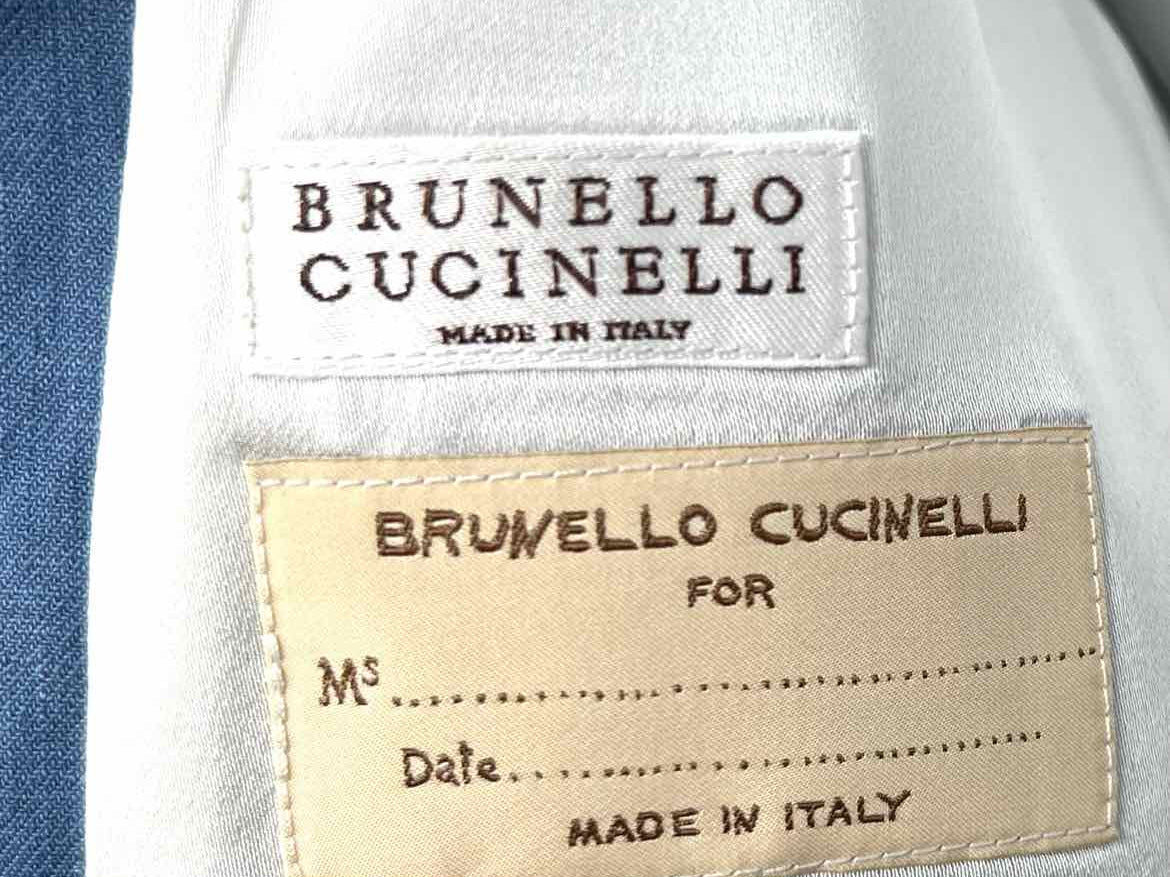 BRUNELLO
CUCINELLI
MADE IN ITALY
BRUNELLO CUCINELLI
FOR
Ms..............................................
Date.......................................
MADE IN ITALY